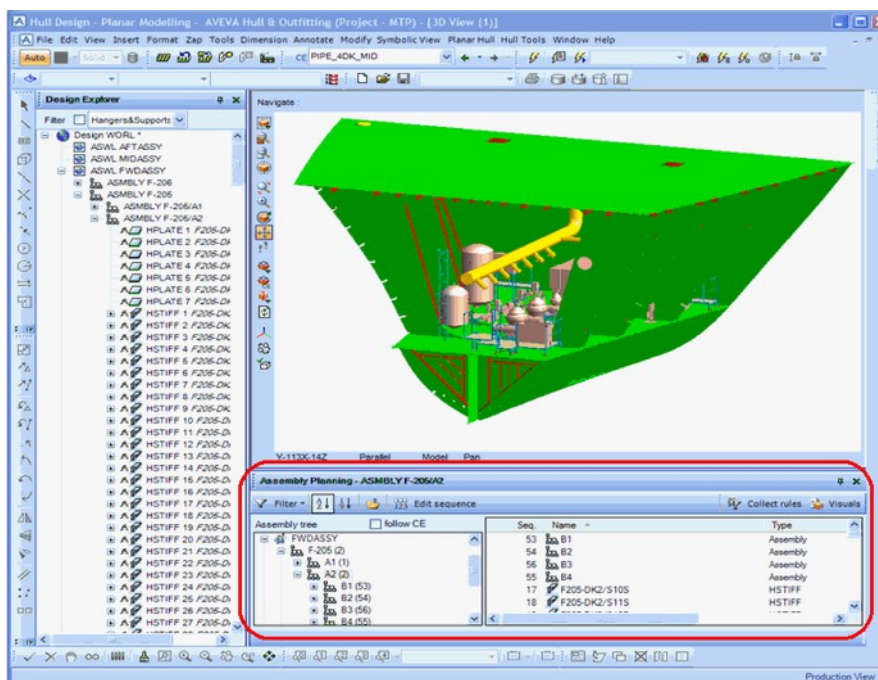 Hull Design - Planar Modelling - AVEVA Hull & Outfitting (Project - MTP) - [3D View (1)]
File Edit View Insert Format Zap Tools Dimension Annotate Modify Symbolic View Planar Hull Hull Tools Window Help
Auto Solid CE PIPE_4DK_MID
Design Explorer
Filter Hangers&Supports
Design WORL *
ASWL AFTASSY
ASWL MIDASSY
ASWL FWDASSY
ASMBLY F-206
ASMBLY F-205
ASMBLY F-205/A1
ASMBLY F-205/A2
HPLATE 1
HPLATE 2
HPLATE 3
HPLATE 4
HPLATE 5
HPLATE 6
HPLATE 7
HSTIFF 1
HSTIFF 2
HSTIFF 3
HSTIFF 4
HSTIFF 5
HSTIFF 6
HSTIFF 7
HSTIFF 8
HSTIFF 9
HSTIFF 10
HSTIFF 11
HSTIFF 12
HSTIFF 13
HSTIFF 14
HSTIFF 15
HSTIFF 16
HSTIFF 17
HSTIFF 18
HSTIFF 19
HSTIFF 20
HSTIFF 21
HSTIFF 22
HSTIFF 23
HSTIFF 24
HSTIFF 25
HSTIFF 26
HSTIFF 27
Navigate :
Y-113X-14Z Parallel Model Pan
Assembly Planning - ASMBLY F-205/A2
Filter Edit sequence Collect rules Visuals
Assembly tree follow CE
FWDASSY
F-205 (2)
A1 (1)
A2 (2)
B1 (53)
B2 (54)
B3 (56)
B4 (55)
Seq. Name Type
53 B1 Assembly
54 B2 Assembly
56 B3 Assembly
55 B4 Assembly
17 F205-DK2/S10S HSTIFF
18 F205-DK2/S11S HSTIFF
Production View